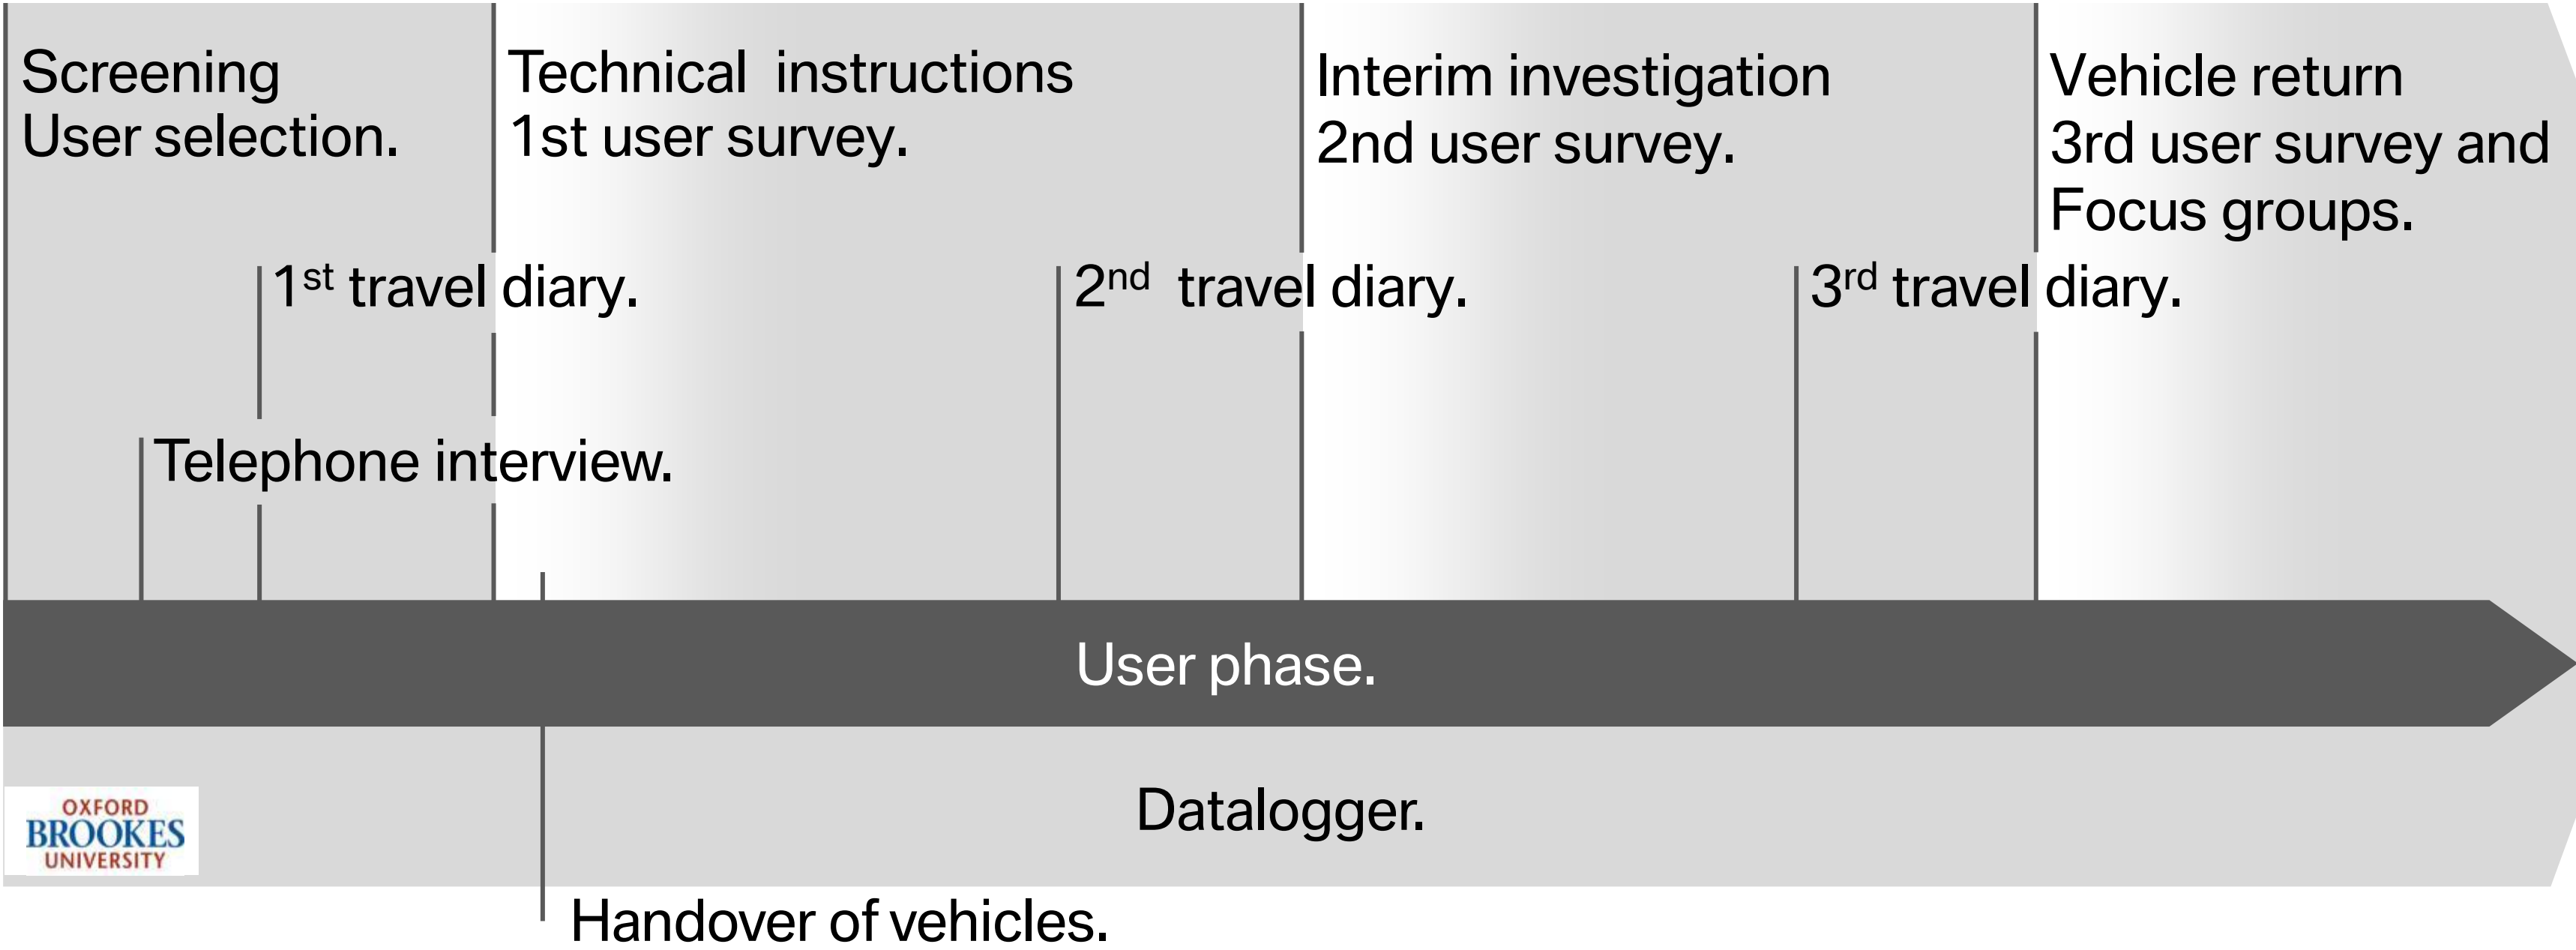 Screening
User selection.
Technical instructions
1st user survey.
Interim investigation
2nd user survey.
Vehicle return
3rd user survey and
Focus groups.
1st travel diary.
2nd travel diary.
3rd travel diary.
Telephone interview.
User phase.
Datalogger.
OXFORD
BROOKES
UNIVERSITY
Handover of vehicles.